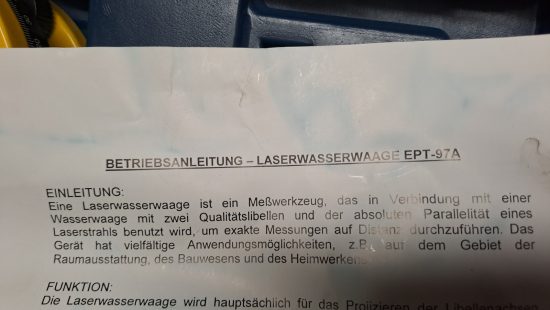 BETRIEBSANLEITUNG – LASERWASSERWAAGE EPT-97A
EINLEITUNG:
Eine Laserwasserwaage ist ein Meßwerkzeug, das in Verbindung mit einer
Wasserwaage mit zwei Qualitätslibellen und der absoluten Parallelität eines
Laserstrahls benutzt wird, um exakte Messungen auf Distanz durchzuführen. Das
Gerät hat vielfältige Anwendungsmöglichkeiten, z.B. auf dem Gebiet der
Raumausstattung, des Bauwesens und des Heimwerkens.
FUNKTION:
Die Laserwasserwaage wird hauptsächlich für das Projizieren der Libellenachsen